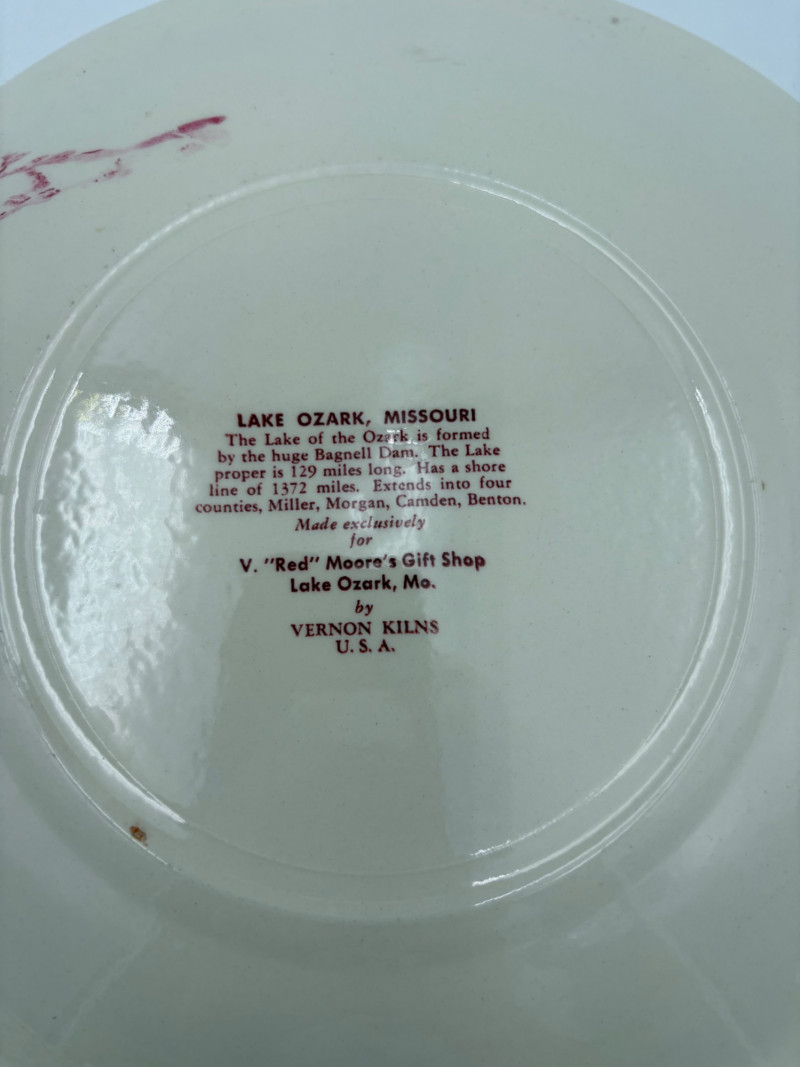 LAKE OZARK, MISSOURI
The Lake of the Ozark is formed
by the huge Bagnell Dam. The Lake
proper is 129 miles long. Has a shore
line of 1372 miles. Extends into four
counties, Miller, Morgan, Camden, Benton.
Made exclusively
for
V. "Red" Moore's Gift Shop
Lake Ozark, Mo.
by
VERNON KILNS
U. S. A.